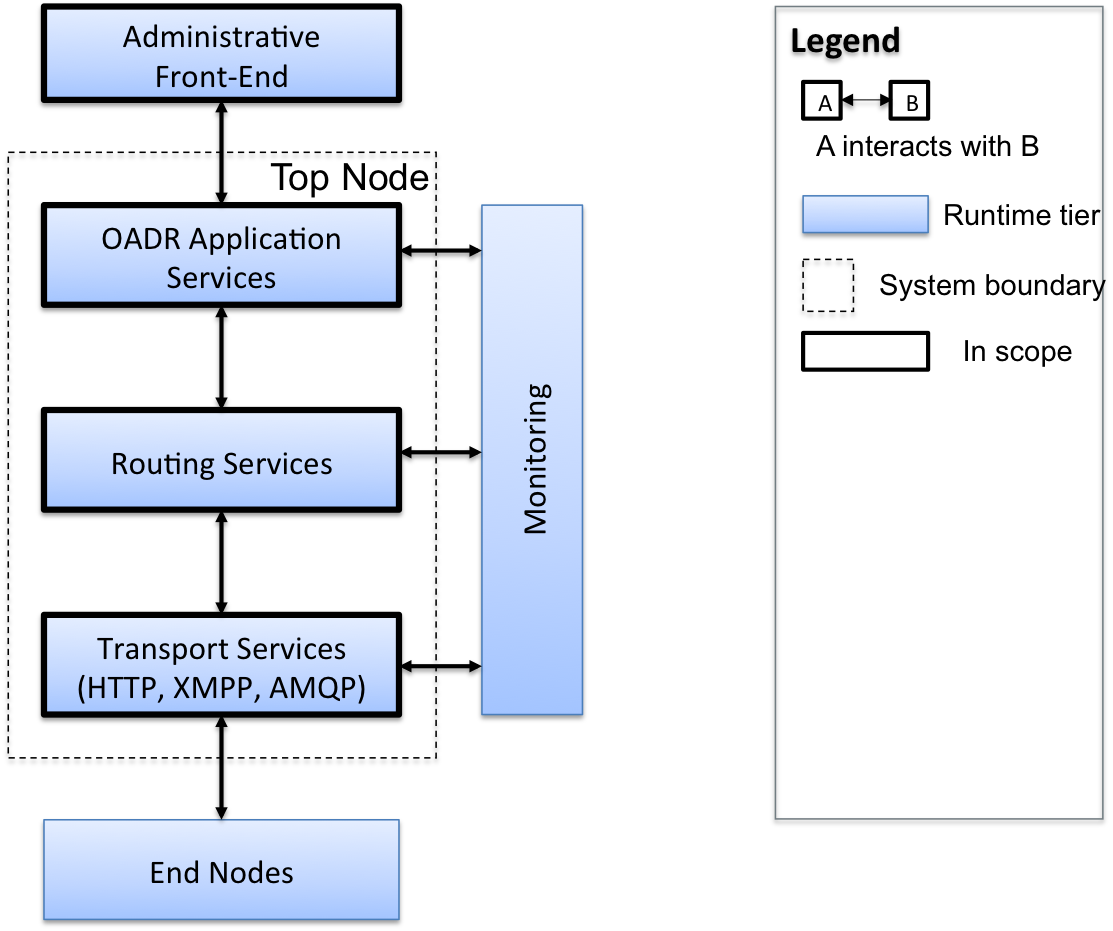 Administrative
Front-End
Top Node
OADR Application
Services
Routing Services
Monitoring
Transport Services
(HTTP, XMPP, AMQP)
End Nodes
Legend
A
B
A interacts with B
Runtime tier
System boundary
In scope